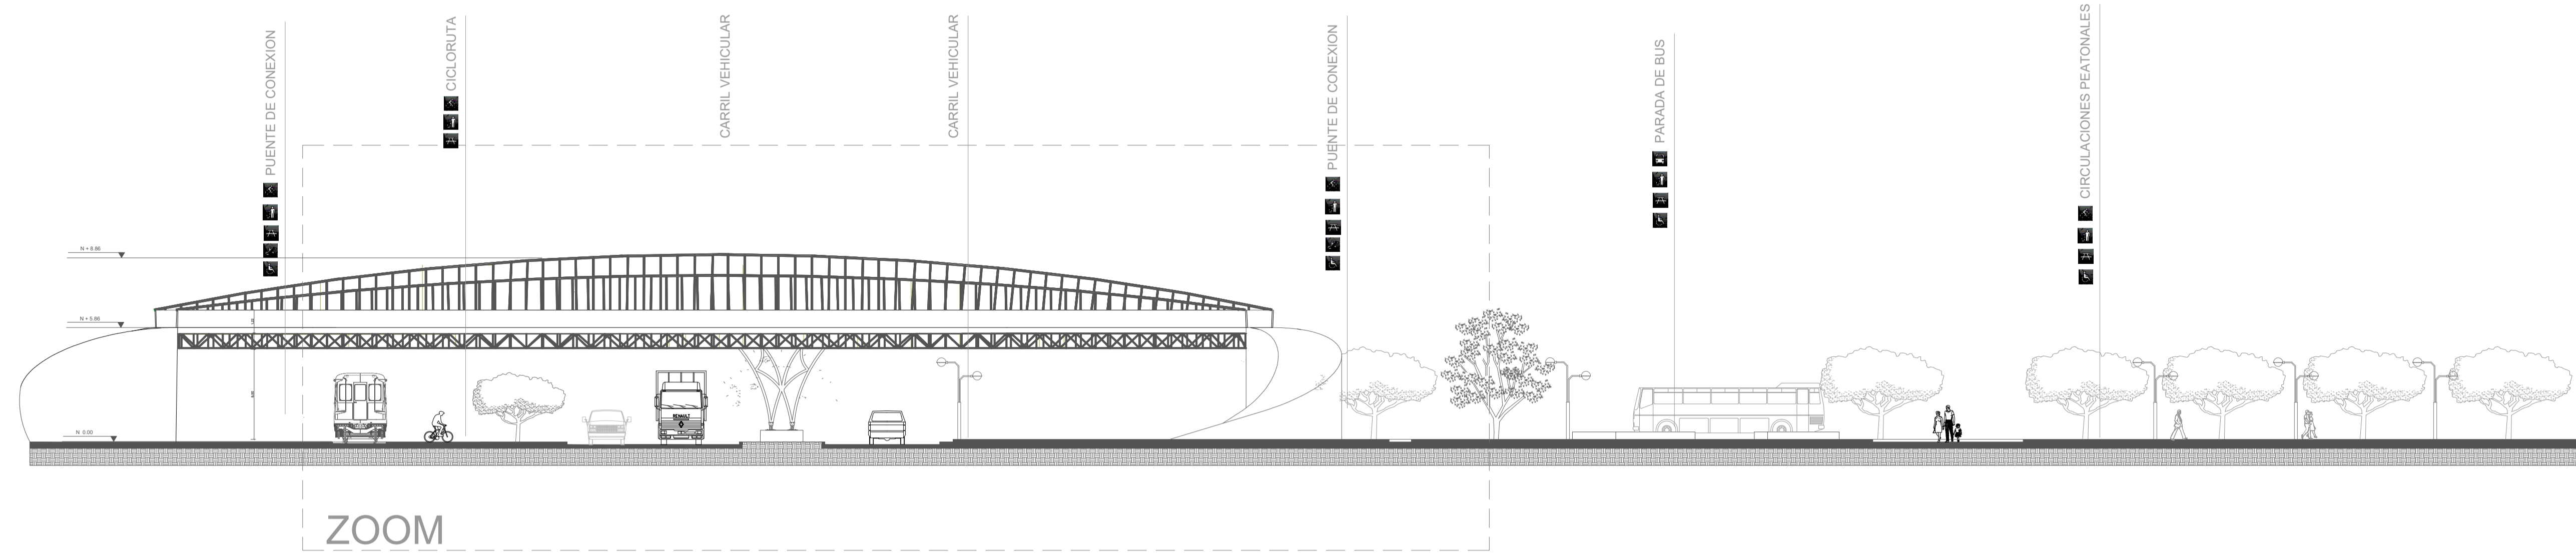 PUENTE DE CONEXION
CICLORUTA
CARRIL VEHICULAR
CARRIL VEHICULAR
PUENTE DE CONEXION
PARADA DE BUS
CIRCULACIONES PEATONALES
N + 8.86
N + 5.86
N 0.00
RENAULT
ZOOM